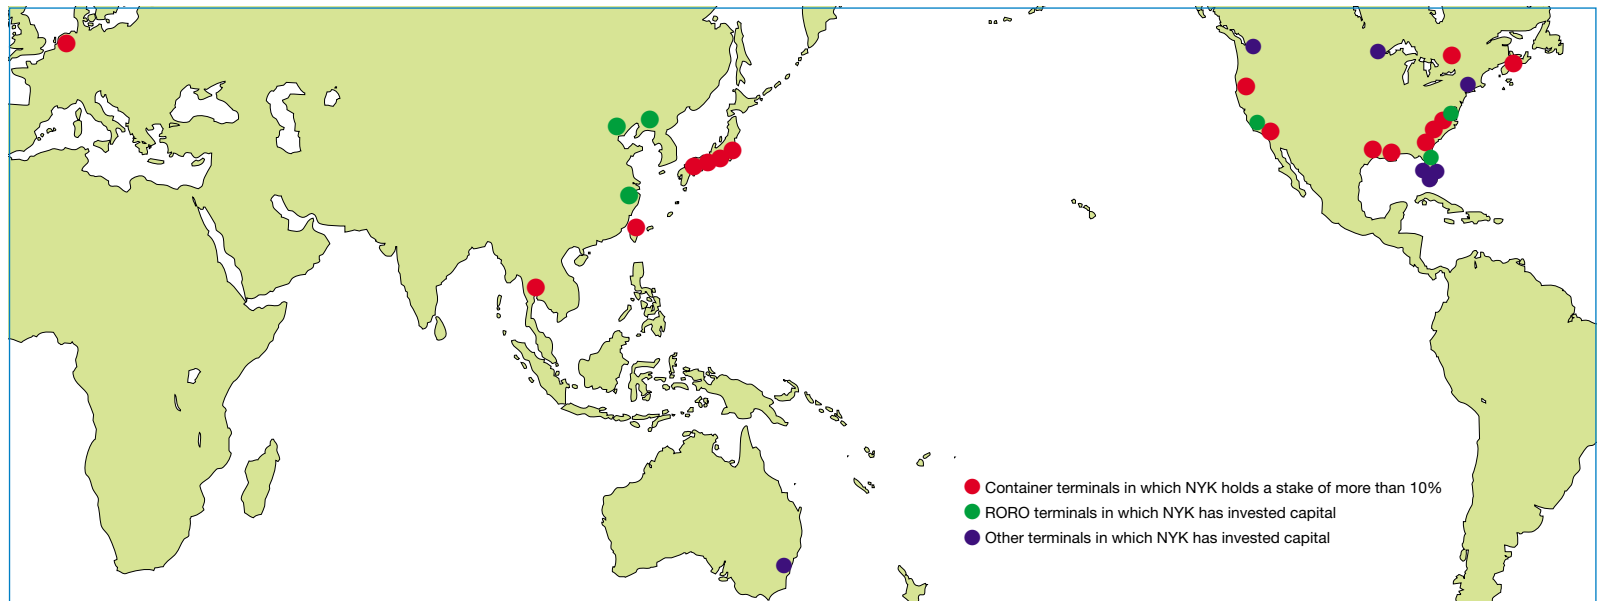 Container terminals in which NYK holds a stake of more than 10%
RORO terminals in which NYK has invested capital
Other terminals in which NYK has invested capital